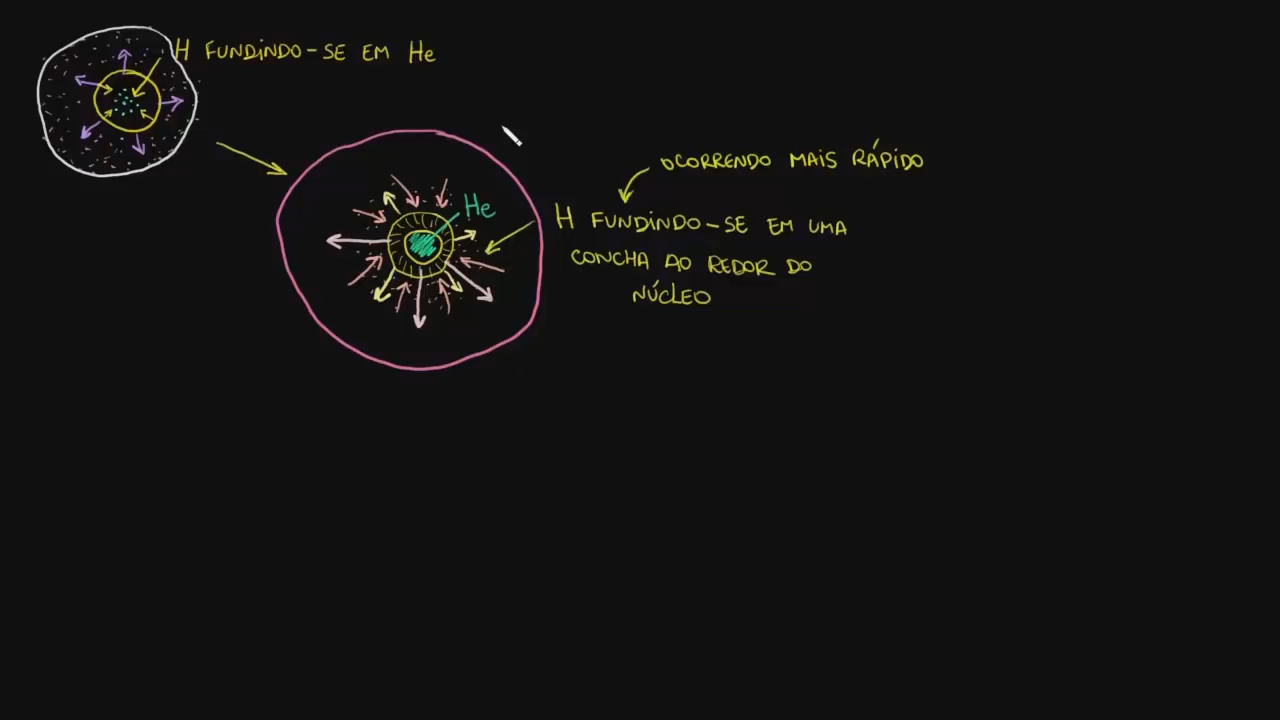 H FUNDINDO-SE EM He
He
OCORRENDO MAIS RÁPIDO
H FUNDINDO-SE EM UMA
CONCHA AO REDOR DO
NÚCLEO